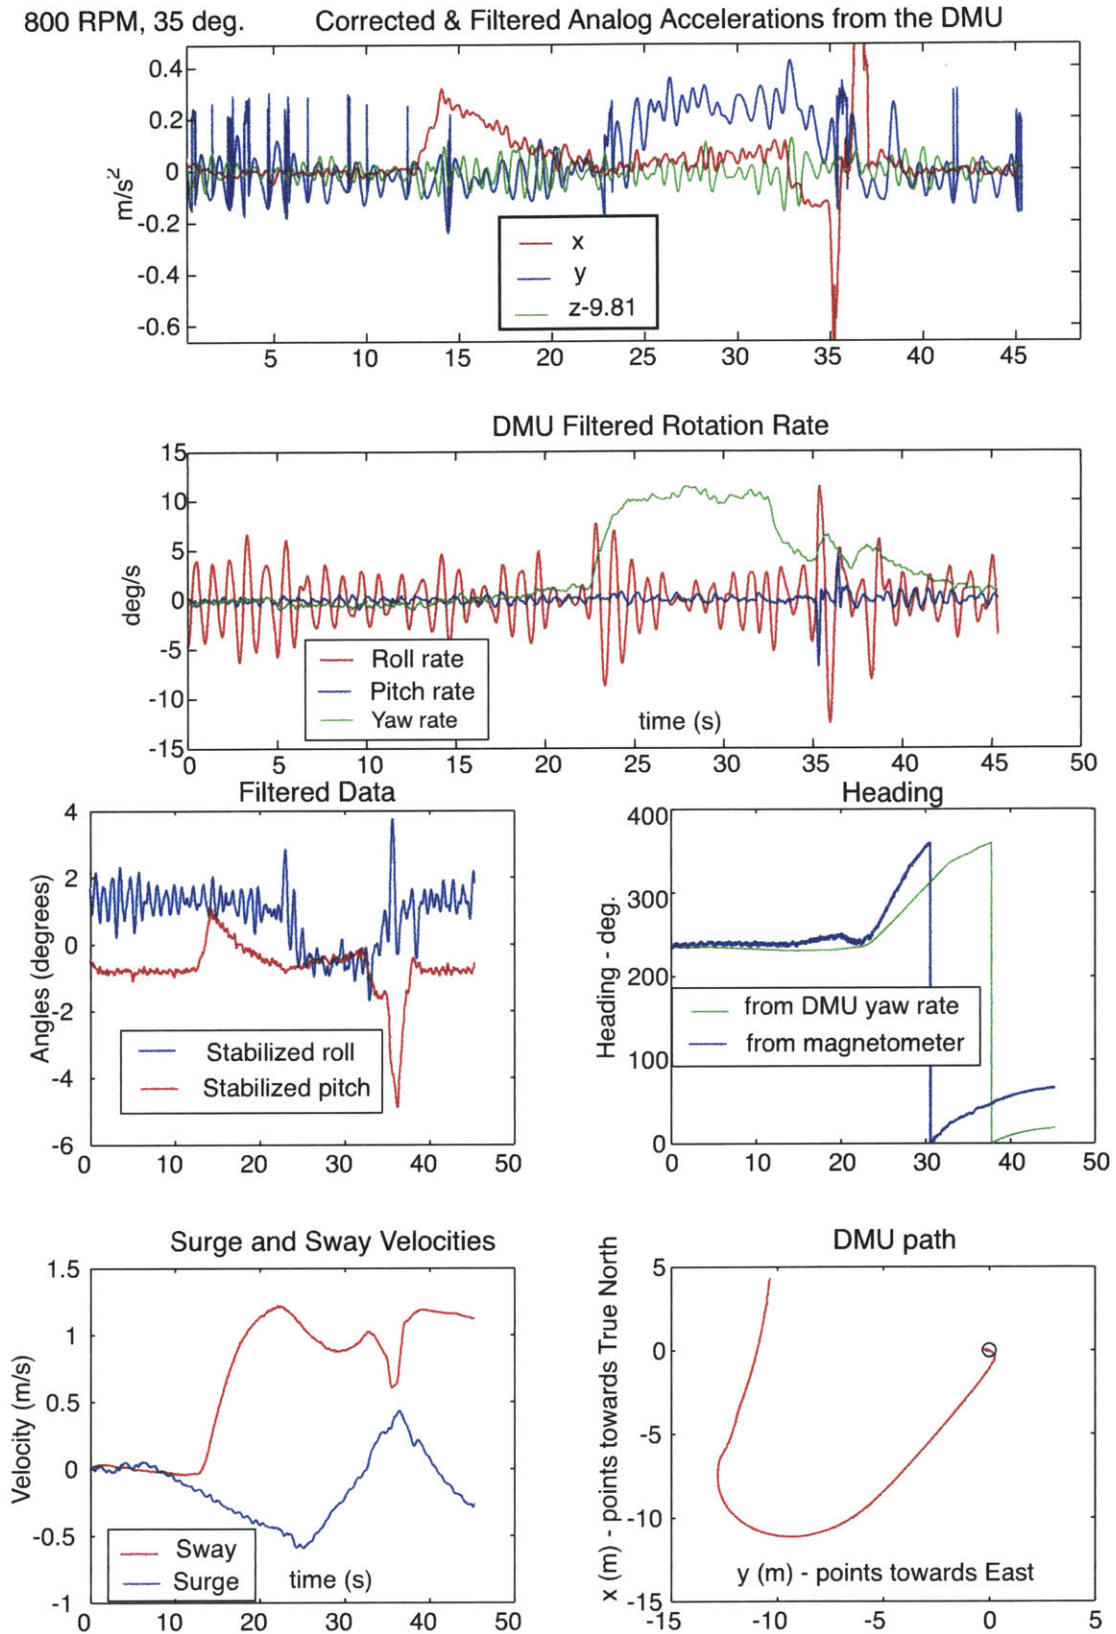 800 RPM, 35 deg. Corrected & Filtered Analog Accelerations from the DMU
0.4
0.2
0
-0.2
-0.4
-0.6
m/s^2
x
y
z-9.81
5 10 15 20 25 30 35 40 45
DMU Filtered Rotation Rate
15
10
5
0
-5
-10
-15
deg/s
Roll rate
Pitch rate
Yaw rate
time (s)
0 5 10 15 20 25 30 35 40 45 50
Filtered Data
4
2
0
-2
-4
-6
Angles (degrees)
Stabilized roll
Stabilized pitch
0 10 20 30 40 50
Heading
400
300
200
100
0
Heading - deg.
from DMU yaw rate
from magnetometer
0 10 20 30 40 50
Surge and Sway Velocities
1.5
1
0.5
0
-0.5
-1
Velocity (m/s)
Sway
Surge
time (s)
0 10 20 30 40 50
DMU path
5
0
-5
-10
-15
x (m) - points towards True North
y (m) - points towards East
-15 -10 -5 0 5